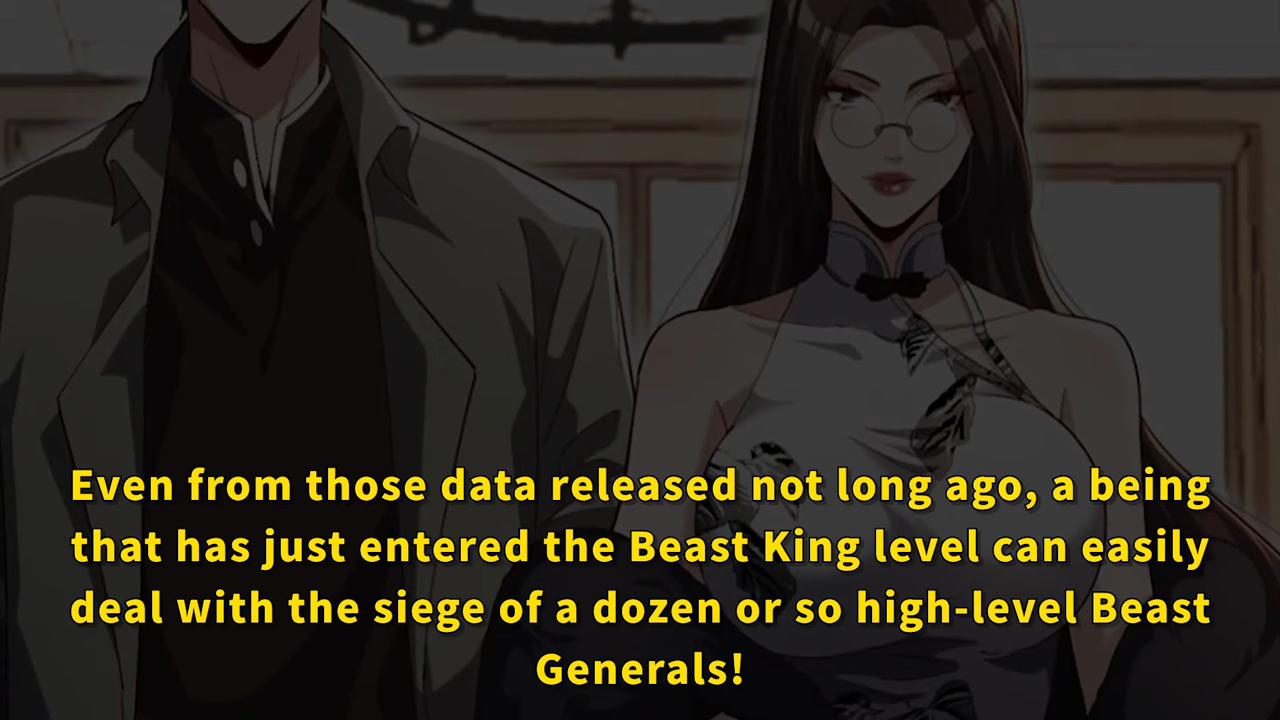 Even from those data released not long ago, a being
that has just entered the Beast King level can easily
deal with the siege of a dozen or so high-level Beast
Generals!